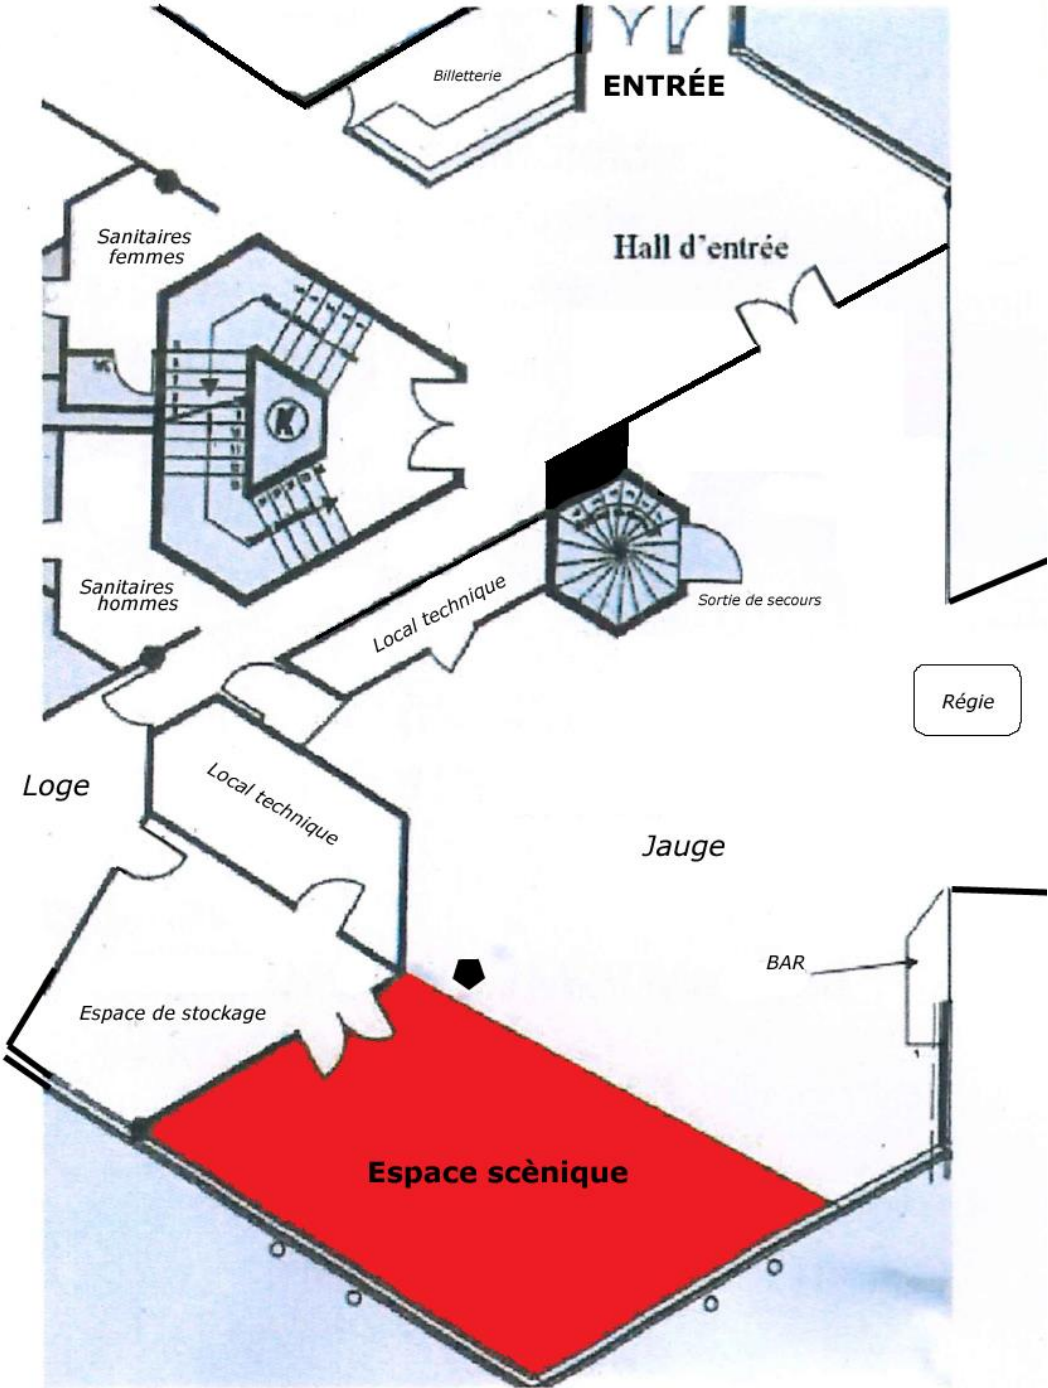 Billetterie
ENTRÉE
Sanitaires
femmes
Hall d'entrée
WC
K
Sanitaires
hommes
Local technique
Sortie de secours
Régie
Loge
Local technique
Jauge
BAR
Espace de stockage
Espace scènique